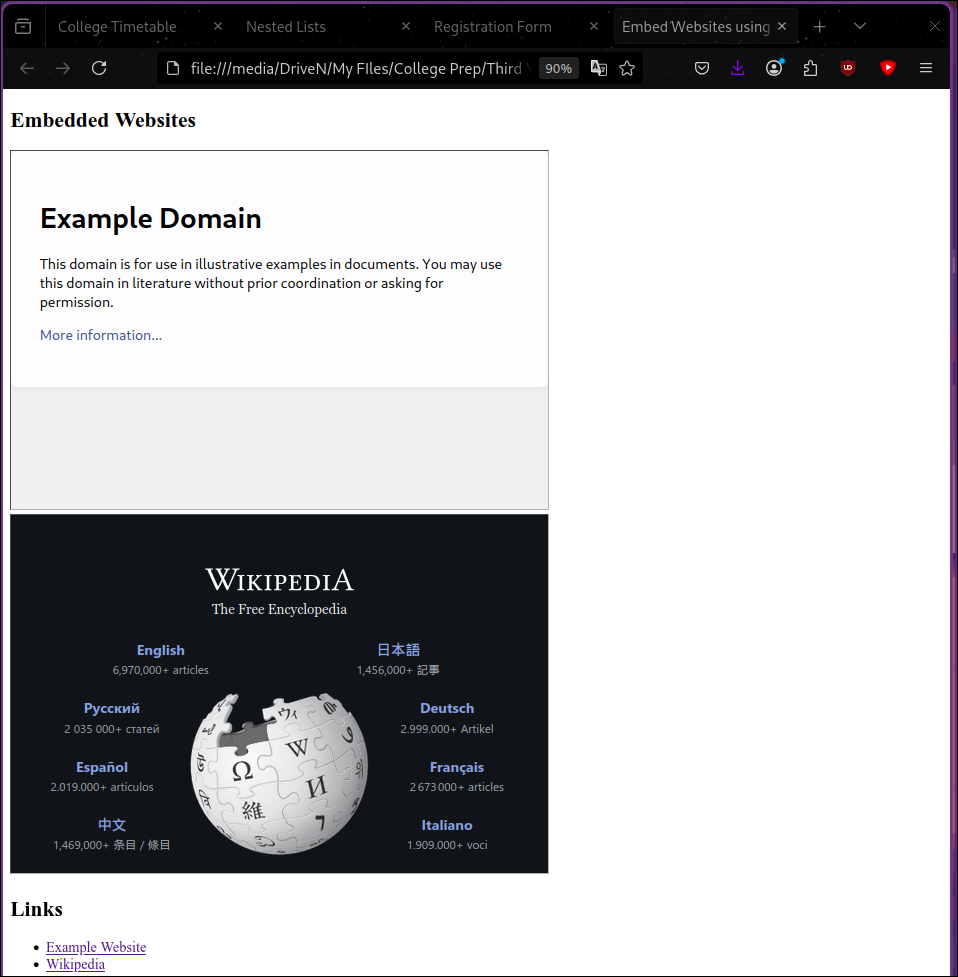 College Timetable
Nested Lists
Registration Form
Embed Websites using
file:///media/DriveN/My FIles/College Prep/Third
90%
Embedded Websites
Example Domain
This domain is for use in illustrative examples in documents. You may use
this domain in literature without prior coordination or asking for
permission.
More information...
WIKIPEDIA
The Free Encyclopedia
English
6,970,000+ articles
日本語
1,456,000+ 記事
Русский
2 035 000+ статей
Deutsch
2.999.000+ Artikel
Español
2.019.000+ artículos
Français
2 673 000+ articles
中文
1,469,000+ 条目 / 條目
Italiano
1.909.000+ voci
Ω
W
И
維
ウィ
7
Links
Example Website
Wikipedia